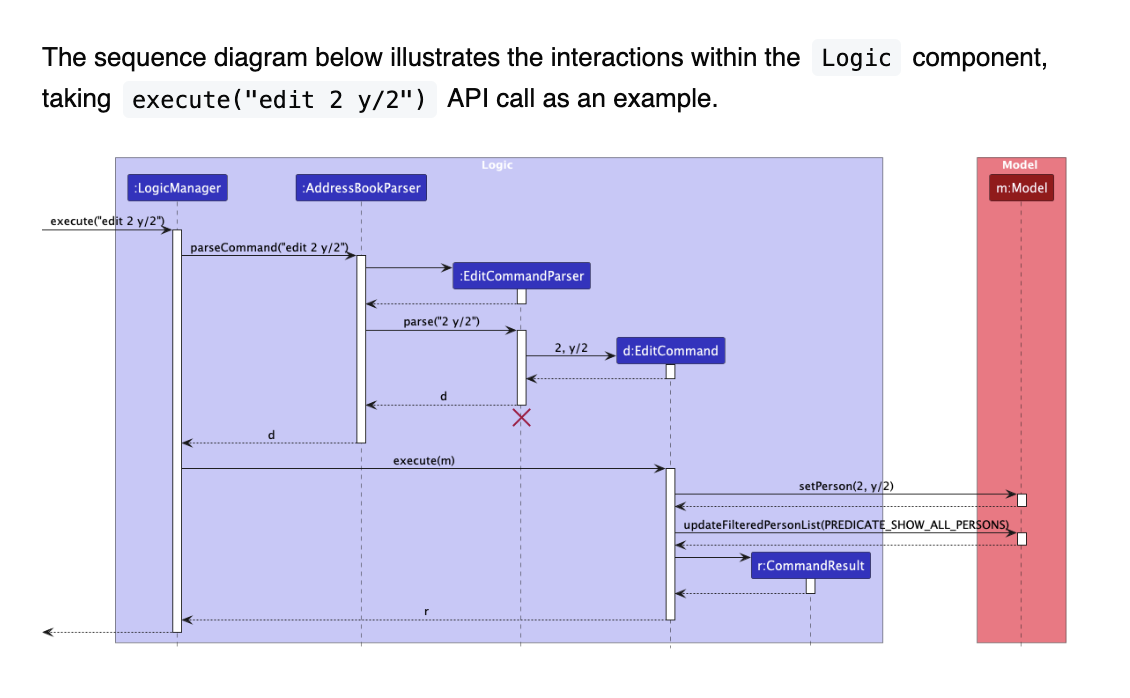 The sequence diagram below illustrates the interactions within the Logic component,
taking execute("edit 2 y/2") API call as an example.
Logic
Model
:LogicManager
:AddressBookParser
m:Model
execute("edit 2 y/2")
parseCommand("edit 2 y/2")
:EditCommandParser
parse("2 y/2")
2, y/2
d:EditCommand
d
d
execute(m)
setPerson(2, y/2)
updateFilteredPersonList(PREDICATE_SHOW_ALL_PERSONS)
r:CommandResult
r